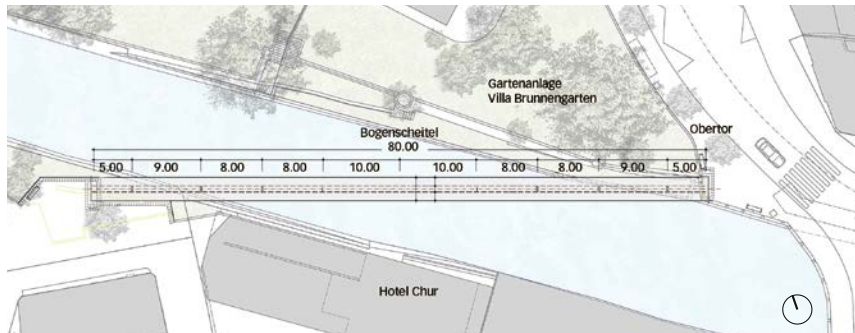 Gartenanlage
Villa Brunnengarten
Obertor
Bogenscheitel
80.00
5.00 9.00 8.00 8.00 10.00 10.00 8.00 8.00 9.00 5.00
Hotel Chur